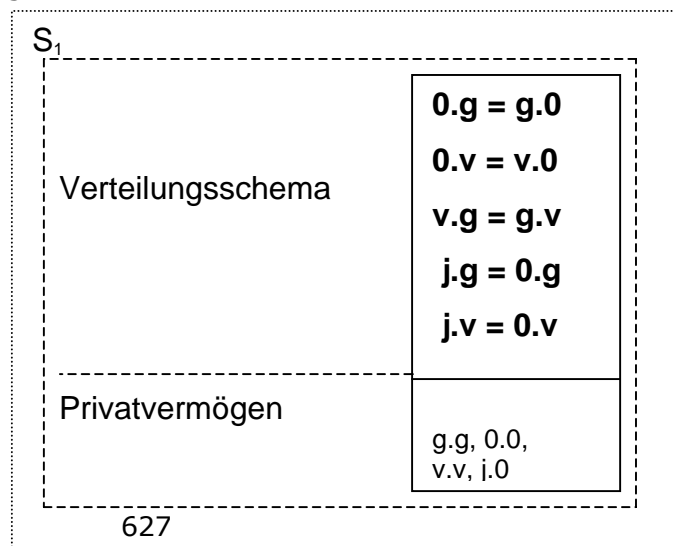 S₁
0.g = g.0
0.v = v.0
Verteilungsschema
v.g = g.v
j.g = 0.g
j.v = 0.v
Privatvermögen
g.g, 0.0,
v.v, j.0
627